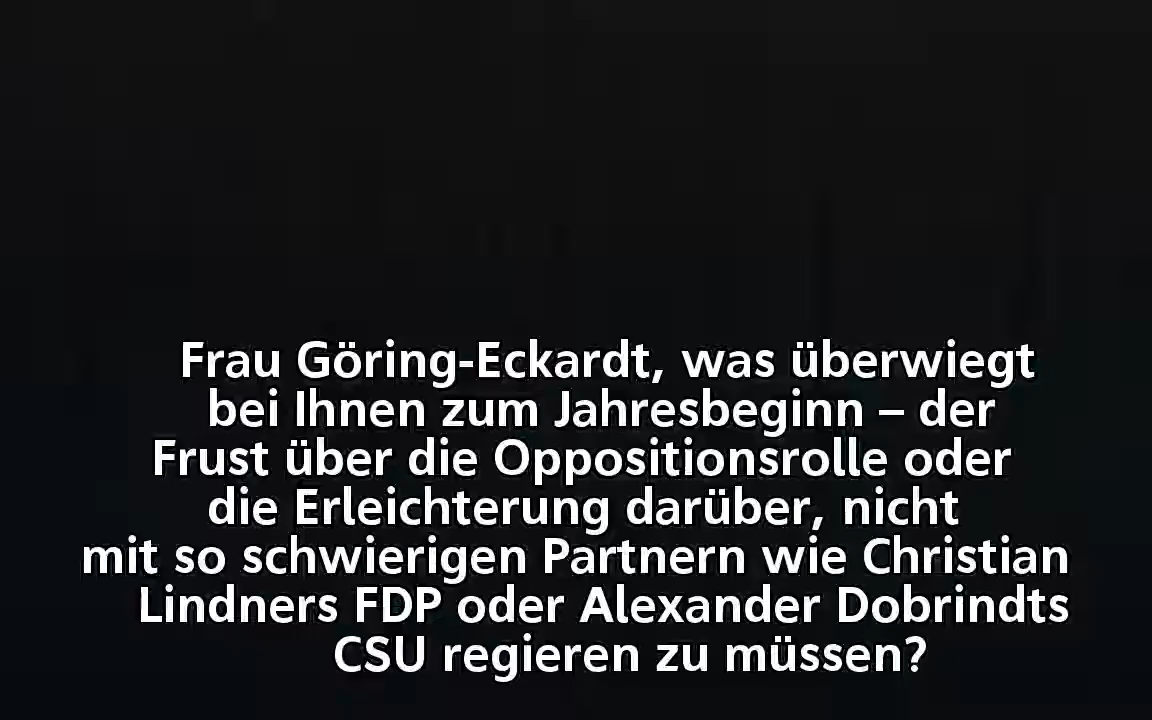 Frau Göring-Eckardt, was überwiegt
bei Ihnen zum Jahresbeginn – der
Frust über die Oppositionsrolle oder
die Erleichterung darüber, nicht
mit so schwierigen Partnern wie Christian
Lindners FDP oder Alexander Dobrindts
CSU regieren zu müssen?